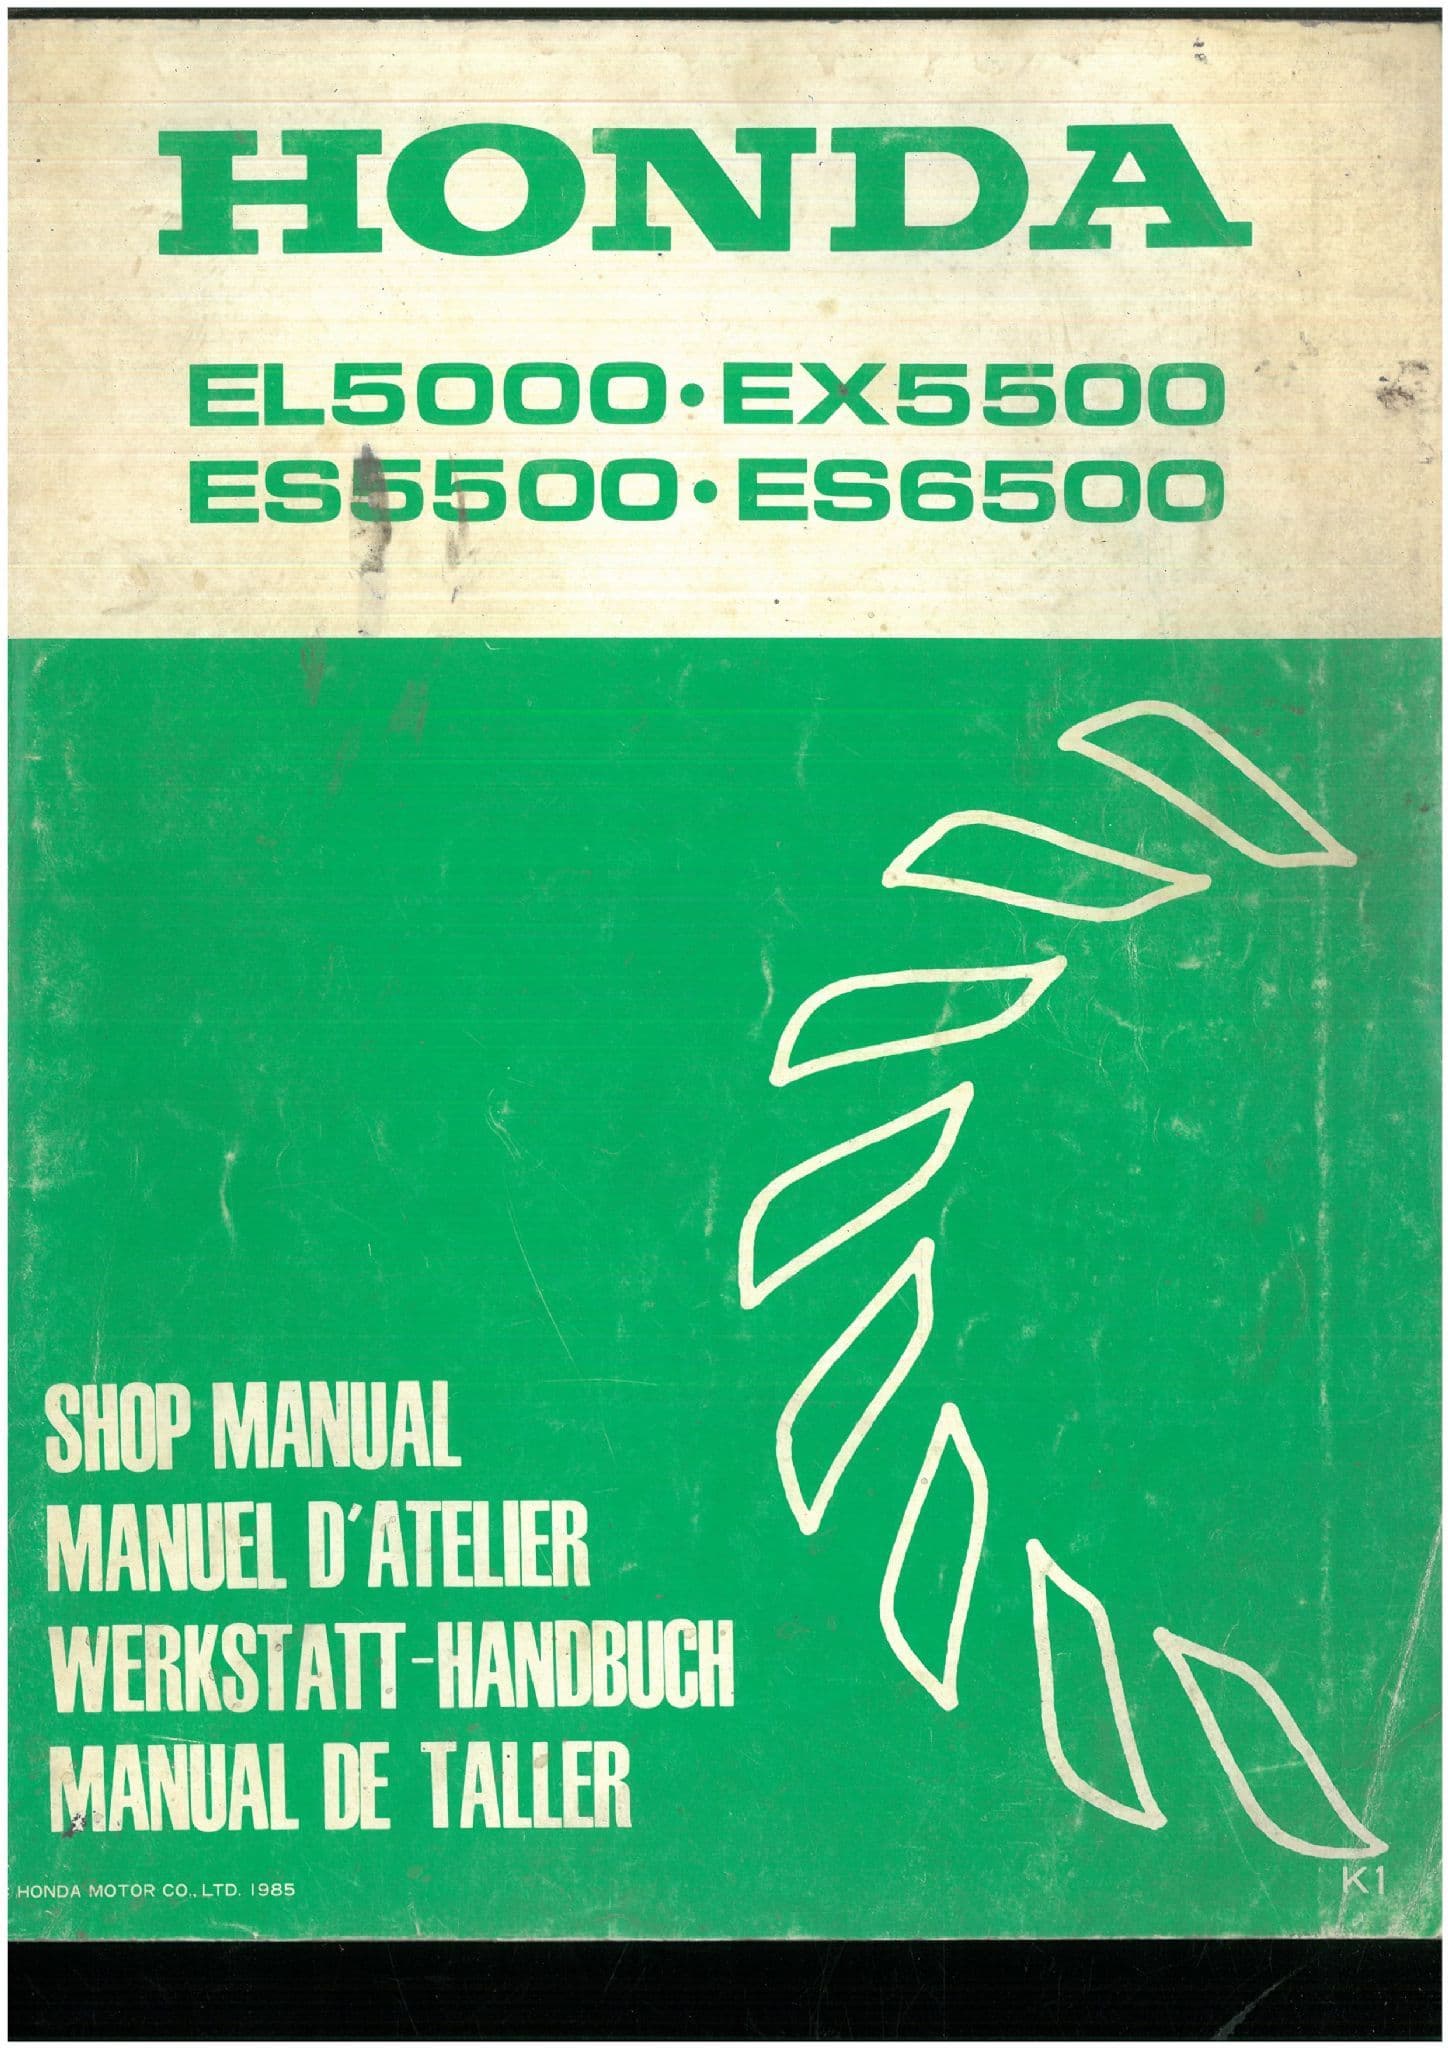 HONDA
EL5000•EX5500
ES5500•ES6500
SHOP MANUAL
MANUEL D'ATELIER
WERKSTATT-HANDBUCH
MANUAL DE TALLER
HONDA MOTOR CO., LTD. 1985
K1